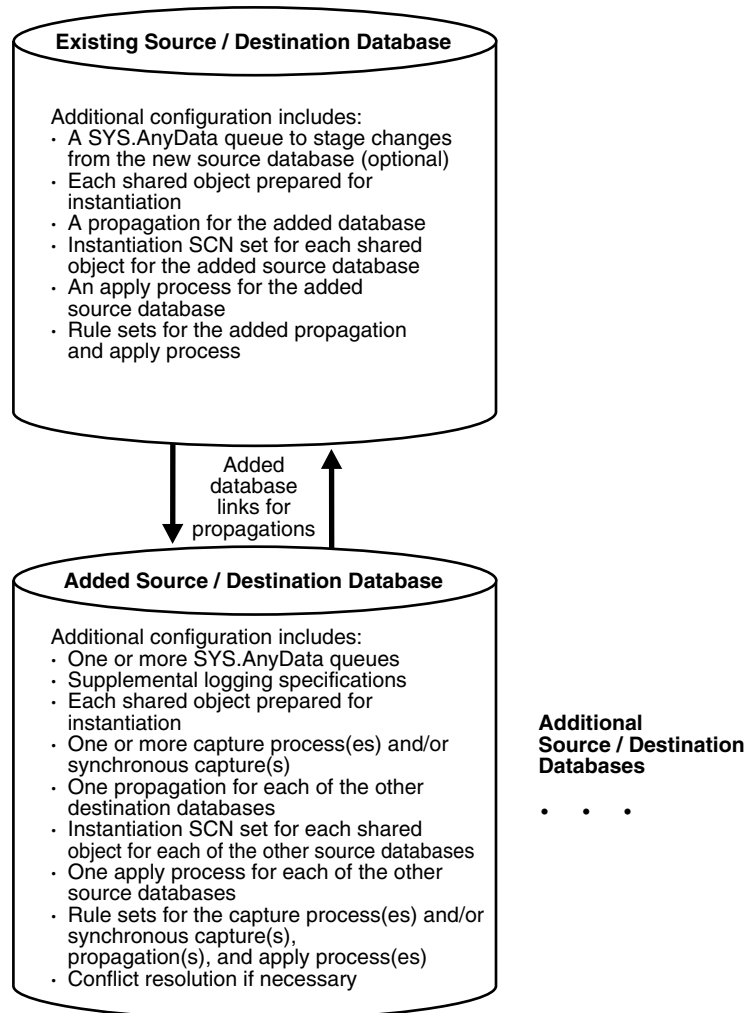 Existing Source / Destination Database
Additional configuration includes:
· A SYS.AnyData queue to stage changes
from the new source database (optional)
· Each shared object prepared for
instantiation
· A propagation for the added database
· Instantiation SCN set for each shared
object for the added source database
· An apply process for the added
source database
· Rule sets for the added propagation
and apply process
Added
database
links for
propagations
Added Source / Destination Database
Additional configuration includes:
· One or more SYS.AnyData queues
· Supplemental logging specifications
· Each shared object prepared for
instantiation
· One or more capture process(es) and/or
synchronous capture(s)
· One propagation for each of the other
destination databases
· Instantiation SCN set for each shared
object for each of the other source databases
· One apply process for each of the other
source databases
· Rule sets for the capture process(es) and/or
synchronous capture(s),
propagation(s), and apply process(es)
· Conflict resolution if necessary
Additional
Source / Destination
Databases
. . .